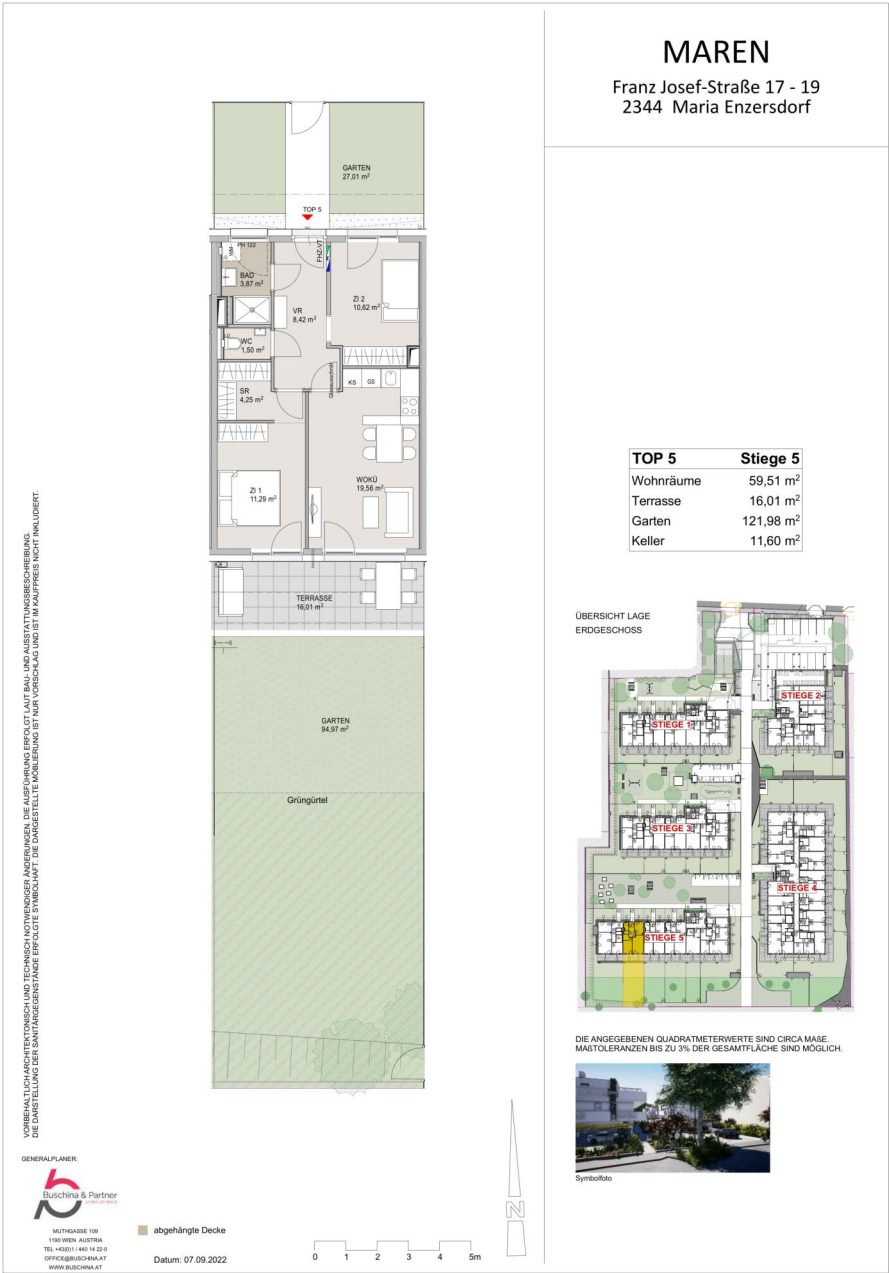 MAREN
Franz Josef-Straße 17 - 19
2344 Maria Enzersdorf
GARTEN
27,01 m²
TOP 5
PH 122
WM
BAD
3,87 m²
FHZ-VT
VR
8,42 m²
ZI 2
10,62 m²
WC
1,50 m²
SR
4,25 m²
Glasausschnitt
KS
GS
ZI 1
11,29 m²
WOKÜ
19,56 m²
TERRASSE
16,01 m²
GARTEN
94,97 m²
Grüngürtel
TOP 5 Stiege 5
Wohnräume 59,51 m²
Terrasse 16,01 m²
Garten 121,98 m²
Keller 11,60 m²
ÜBERSICHT LAGE
ERDGESCHOSS
STIEGE 1
STIEGE 2
STIEGE 3
STIEGE 4
STIEGE 5
DIE ANGEGEBENEN QUADRATMETERWERTE SIND CIRCA MAßE.
MAßTOLERANZEN BIS ZU 3% DER GESAMTFLÄCHE SIND MÖGLICH.
Symbolfoto
VORBEHALTLICH ARCHITEKTONISCH UND TECHNISCH NOTWENDIGER ÄNDERUNGEN. DIE AUSFÜHRUNG ERFOLGT LAUT BAU- UND AUSSTATTUNGSBESCHREIBUNG.
DIE DARSTELLUNG DER SANITÄRGEGENSTÄNDE ERFOLGTE SYMBOLHAFT. DIE DARGESTELLTE MÖBLIERUNG IST NUR VORSCHLAG UND IST IM KAUFPREIS NICHT INKLUDIERT.
GENERALPLANER:
Buschina & Partner
MUTHGASSE 109
1190 WIEN AUSTRIA
TEL +43(0)1 / 440 14 22-0
OFFICE@BUSCHINA.AT
WWW.BUSCHINA.AT
abgehängte Decke
Datum: 07.09.2022
0 1 2 3 4 5m
N